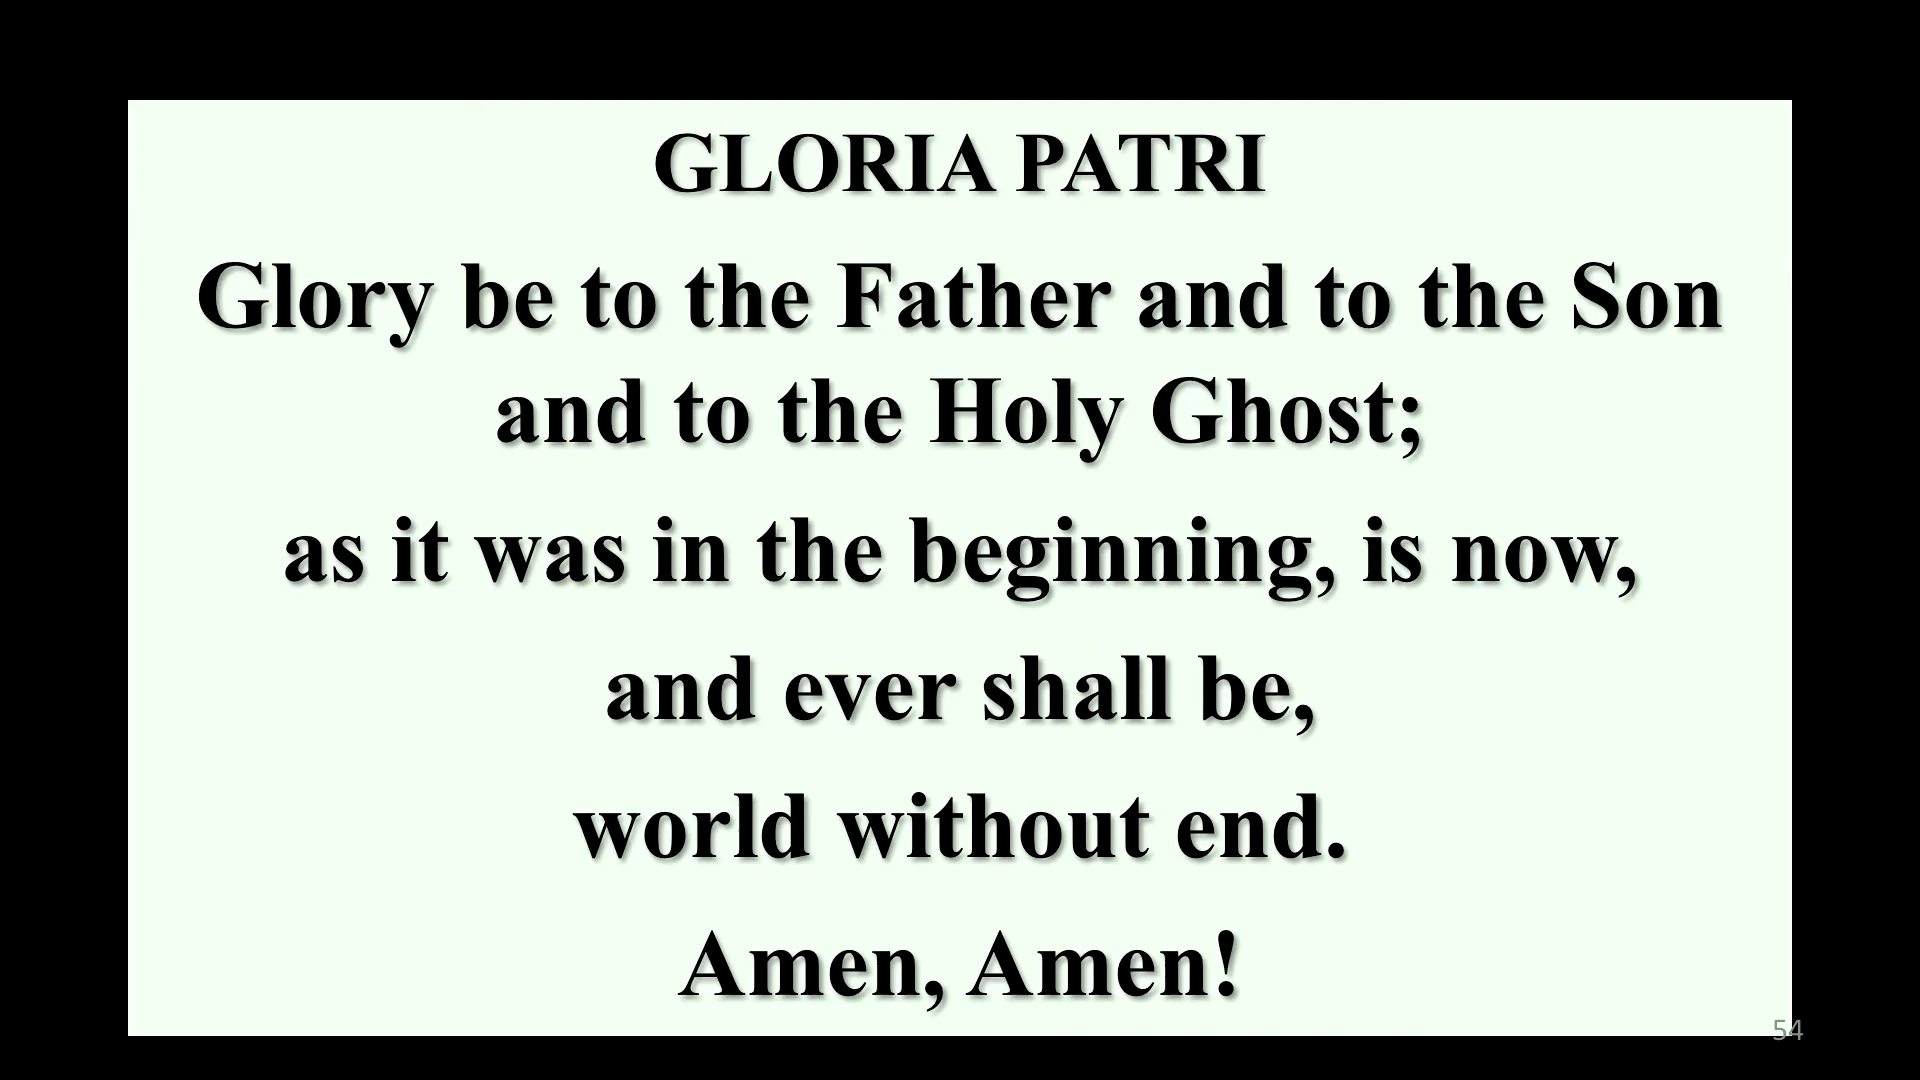 GLORIA PATRI
Glory be to the Father and to the Son
and to the Holy Ghost;
as it was in the beginning, is now,
and ever shall be,
world without end.
Amen, Amen!
54